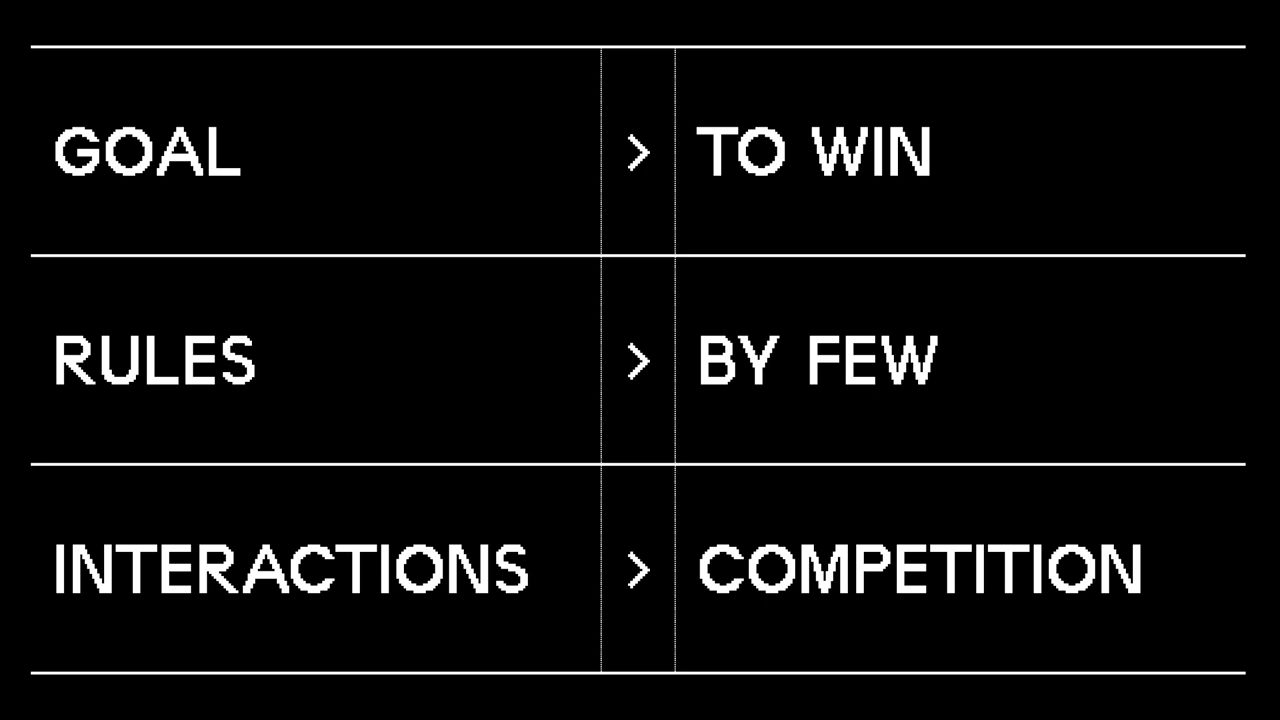 GOAL > TO WIN
RULES > BY FEW
INTERACTIONS > COMPETITION